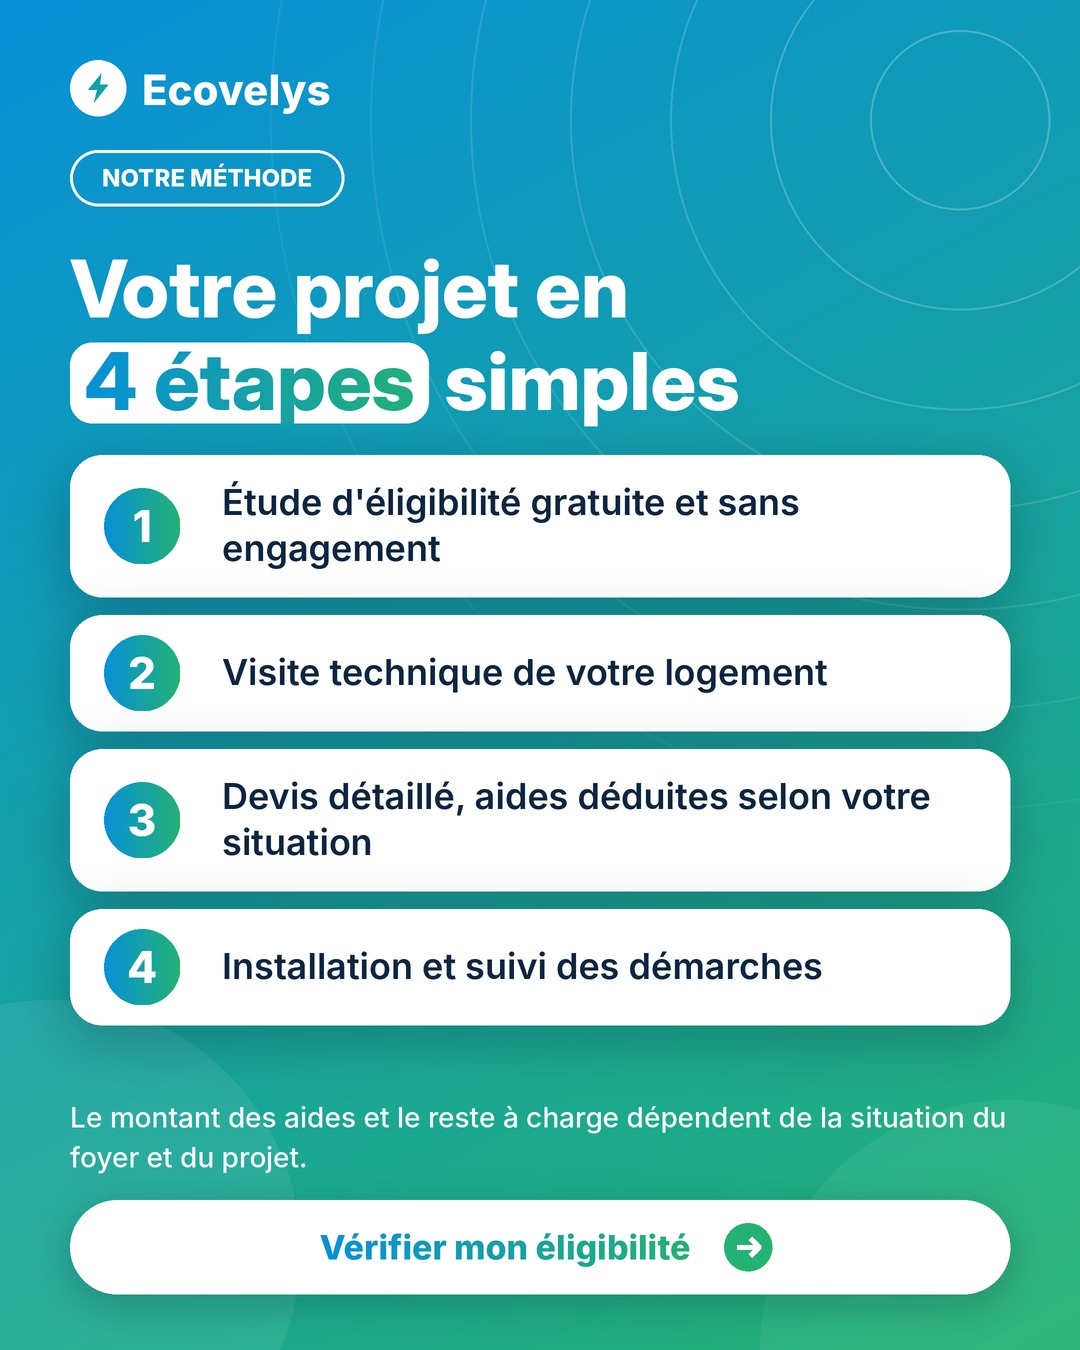 Ecovelys
NOTRE MÉTHODE
Votre projet en
4 étapes simples
1
Étude d'éligibilité gratuite et sans
engagement
2
Visite technique de votre logement
3
Devis détaillé, aides déduites selon votre
situation
4
Installation et suivi des démarches
Le montant des aides et le reste à charge dépendent de la situation du
foyer et du projet.
Vérifier mon éligibilité